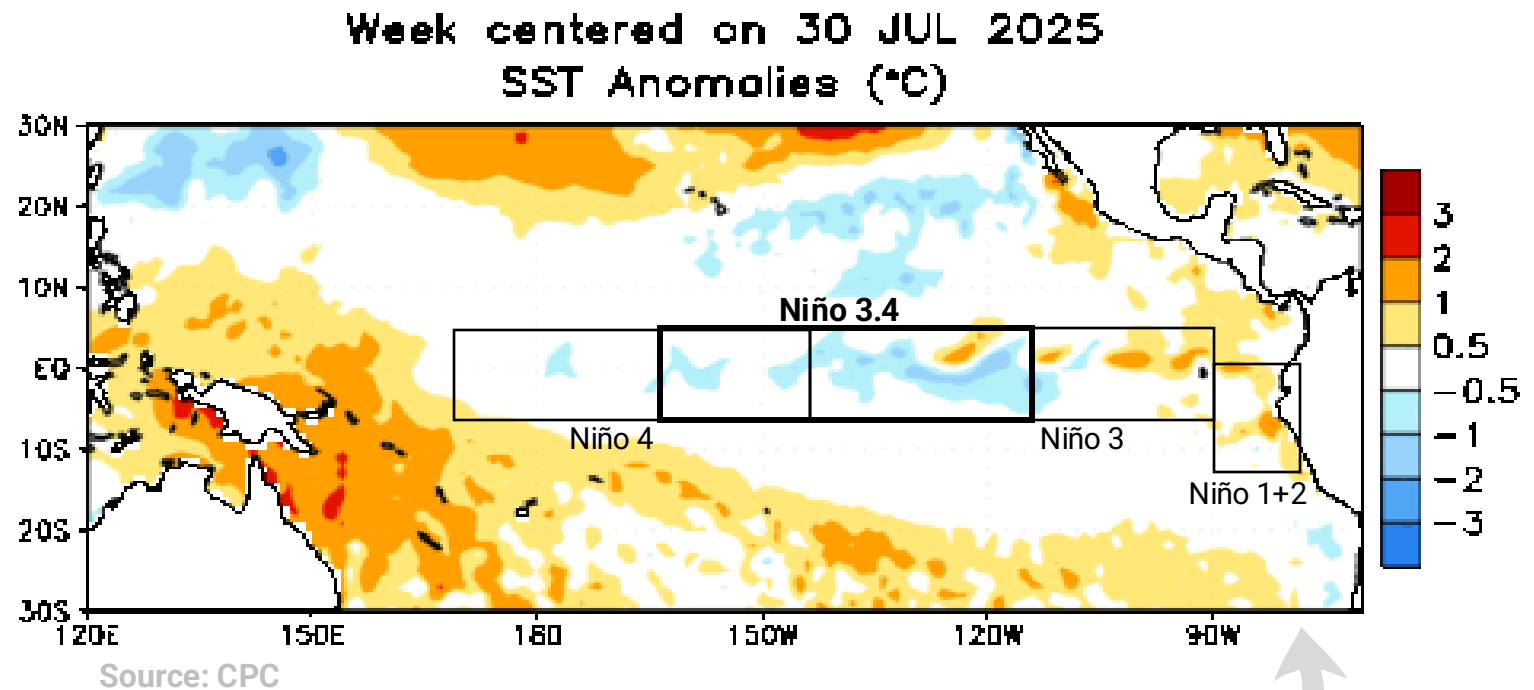 Week centered on 30 JUL 2025
SST Anomalies (°C)
30N
20N
10N
EQ
10S
20S
30S
120E 150E 180 150W 120W 90W
Niño 3.4
Niño 4
Niño 3
Niño 1+2
3
2
1
0.5
-0.5
-1
-2
-3
Source: CPC